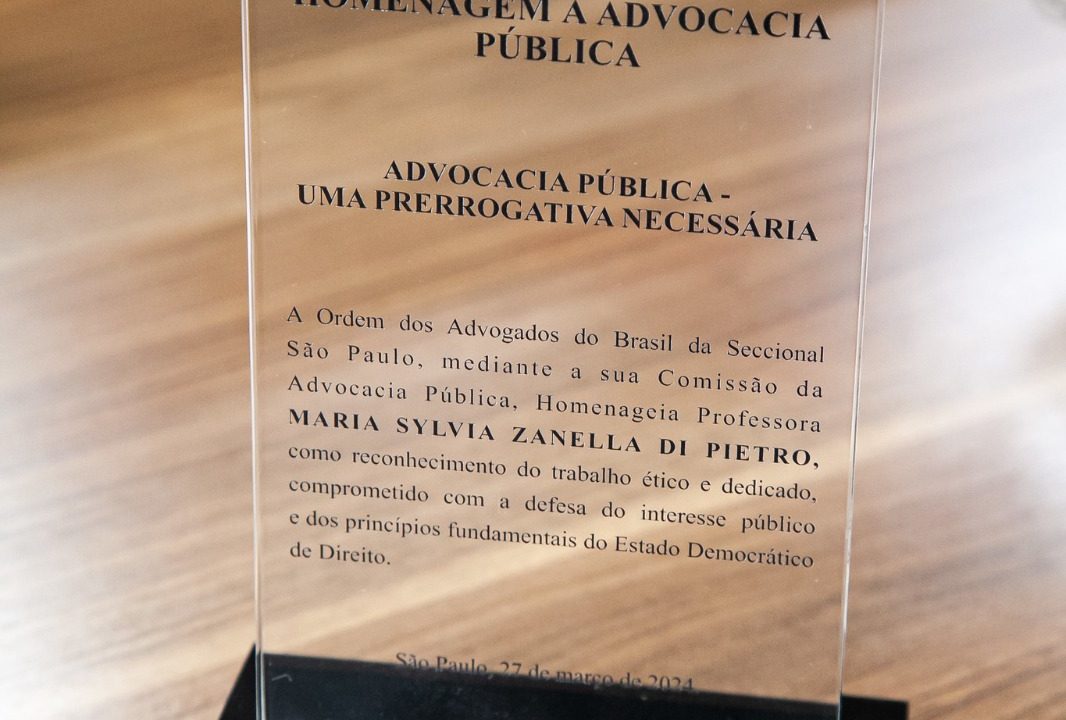 HOMENAGEM A ADVOCACIA
PÚBLICA
ADVOCACIA PÚBLICA -
UMA PRERROGATIVA NECESSÁRIA
A Ordem dos Advogados do Brasil da Seccional
São Paulo, mediante a sua Comissão da
Advocacia Pública, Homenageia Professora
MARIA SYLVIA ZANELLA DI PIETRO,
como reconhecimento do trabalho ético e dedicado,
comprometido com a defesa do interesse público
e dos princípios fundamentais do Estado Democrático
de Direito.
São Paulo, 27 de março de 2024